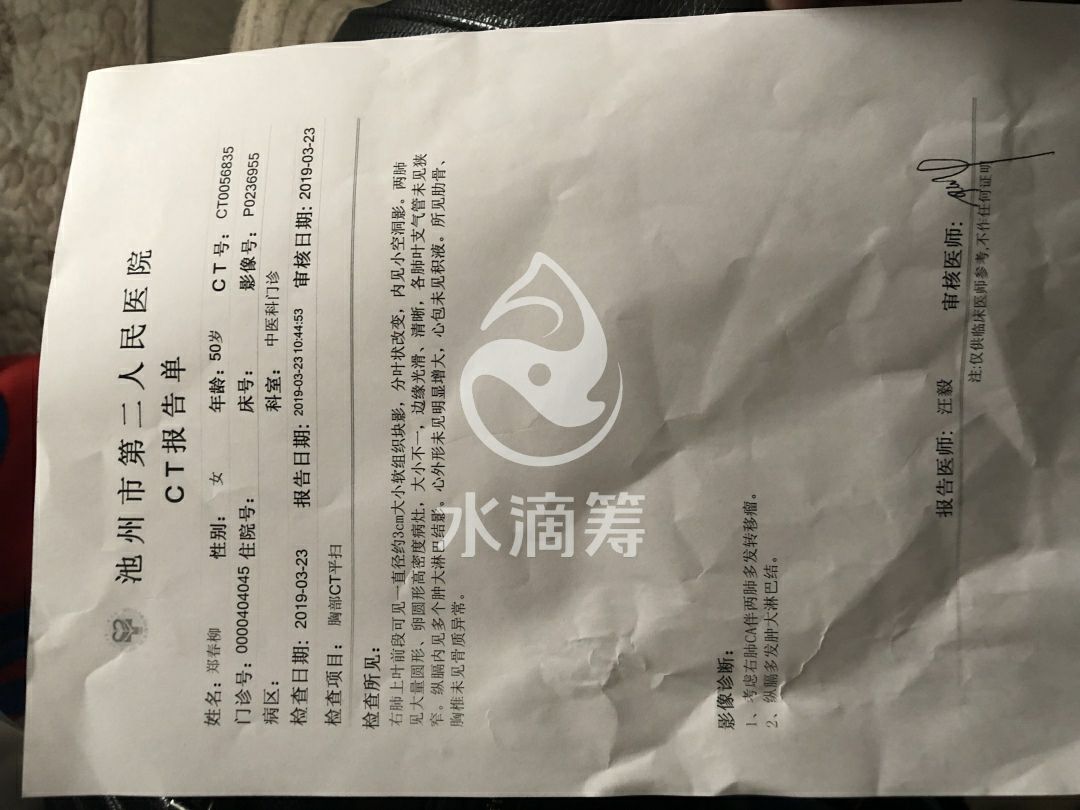 池州市第二人民医院
CT报告单
姓名：郑春柳 性别：女 年龄：50岁 CT号：CT0056835
门诊号：0000404045 住院号： 床号： 影像号：P0236955
病区： 科室：中医科门诊
检查日期：2019-03-23 报告日期：2019-03-23 10:44:53 审核日期：2019-03-23
检查项目：胸部CT平扫
检查所见：
右肺上叶前段可见一直径约3cm大小软组织块影，分叶状改变，内见小空洞影。两肺
见大量圆形、卵圆形高密度病灶，大小不一，边缘光滑、清晰，各肺叶支气管未见狭
窄。纵膈内见多个肿大淋巴结影。心外形未见明显增大，心包未见积液。所见肋骨、
胸椎未见骨质异常。
水滴筹
影像诊断：
1、考虑右肺CA伴两肺多发转移瘤。
2、纵膈多发肿大淋巴结。
报告医师：汪毅 审核医师：
注:仅供临床医师参考,不作任何证明